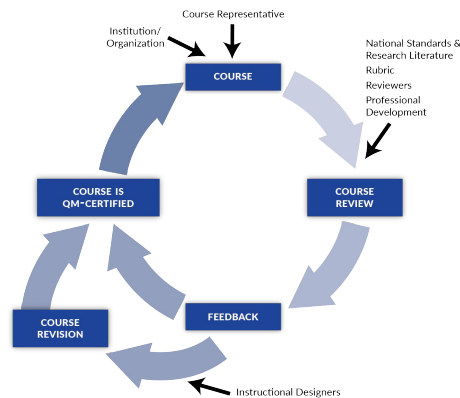 Course Representative
Institution/
Organization
COURSE
National Standards &
Research Literature
Rubric
Reviewers
Professional
Development
COURSE IS
QM-CERTIFIED
COURSE
REVIEW
FEEDBACK
COURSE
REVISION
Instructional Designers